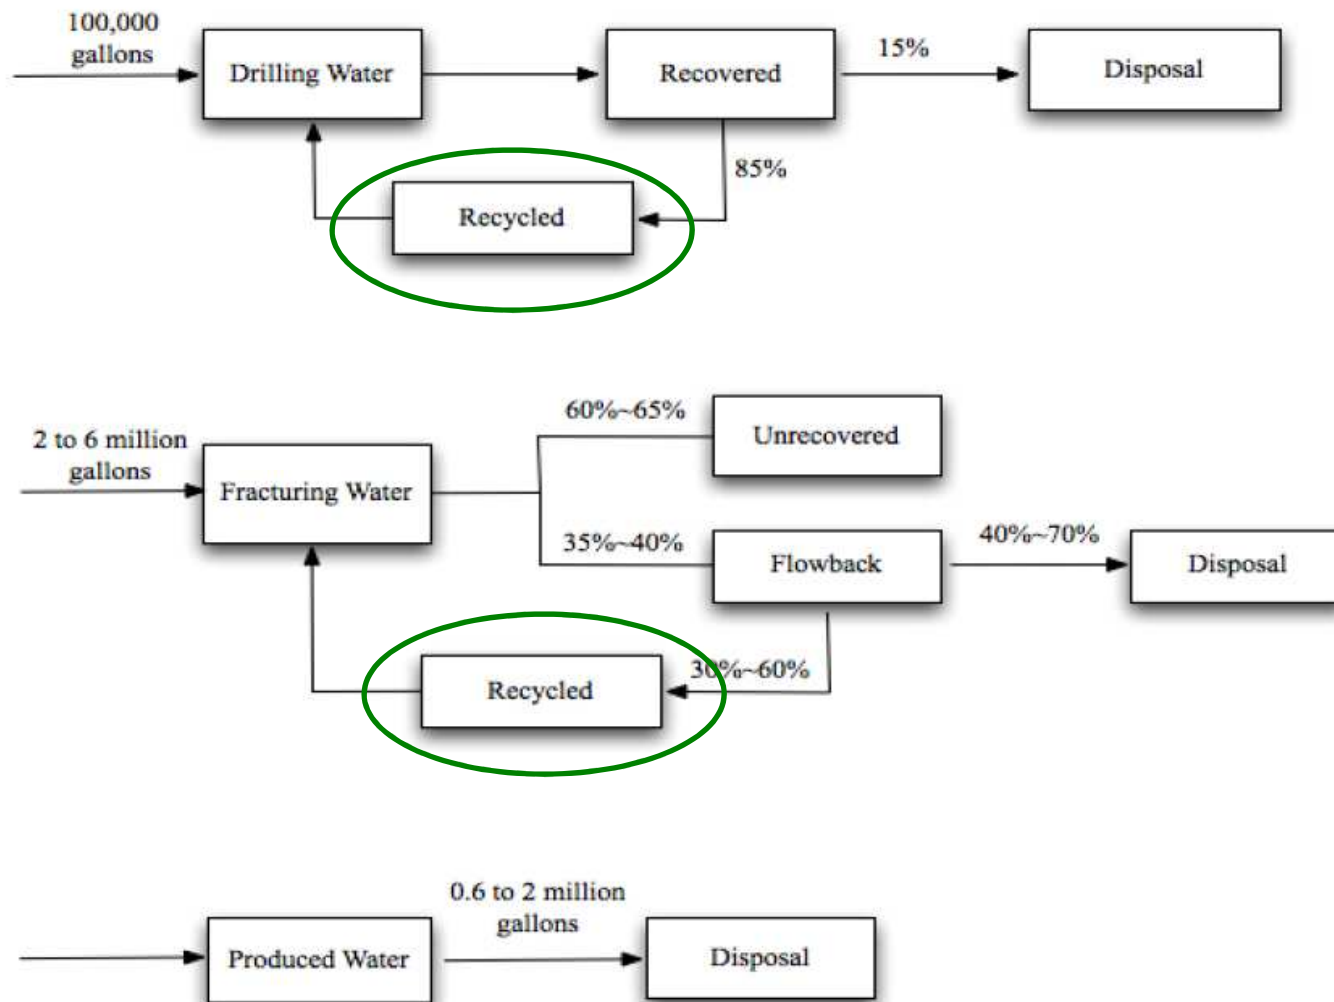 100,000
gallons
Drilling Water
Recovered
15%
Disposal
85%
Recycled
2 to 6 million
gallons
Fracturing Water
60%~65%
Unrecovered
35%~40%
Flowback
40%~70%
Disposal
30%~60%
Recycled
0.6 to 2 million
gallons
Produced Water
Disposal